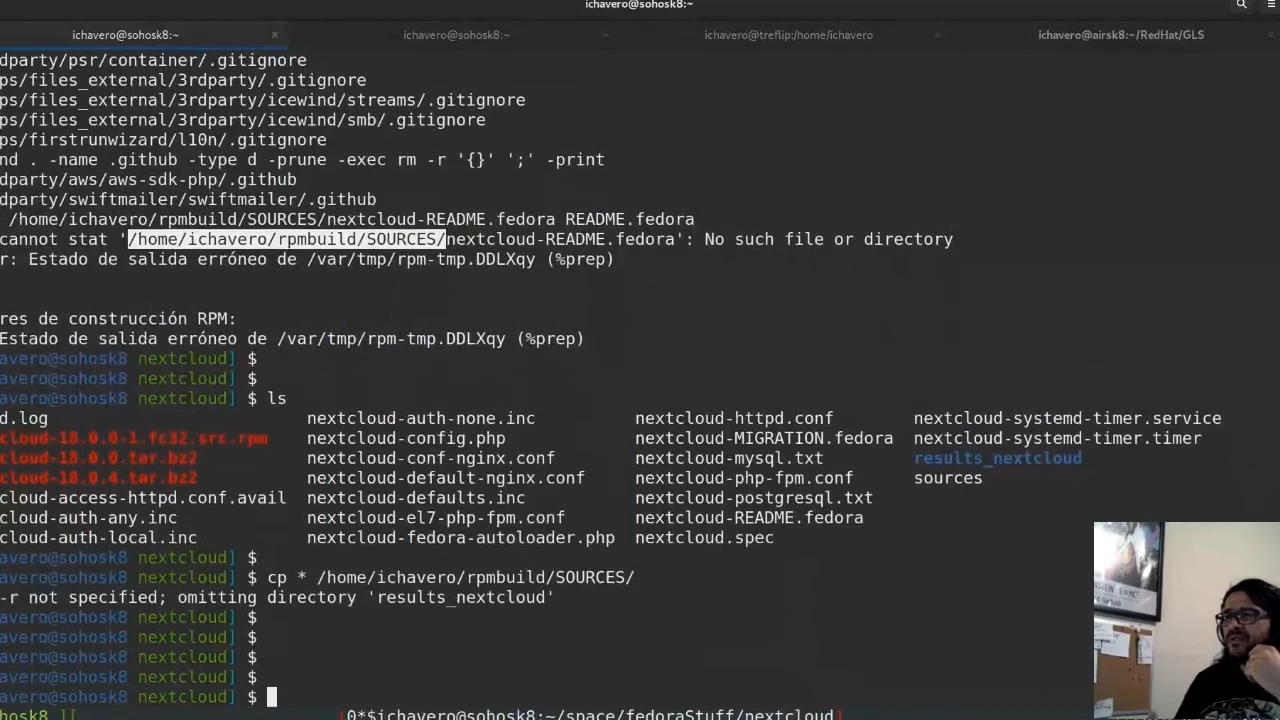 ichavero@sohosk8:~
ichavero@sohosk8:~ × ichavero@sohosk8:~ × ichavero@treflip:/home/ichavero × ichavero@airsk8:~/RedHat/GLS ×
dparty/psr/container/.gitignore
ps/files_external/3rdparty/.gitignore
ps/files_external/3rdparty/icewind/streams/.gitignore
ps/files_external/3rdparty/icewind/smb/.gitignore
ps/firstrunwizard/l10n/.gitignore
nd . -name .github -type d -prune -exec rm -r '{}' ';' -print
dparty/aws/aws-sdk-php/.github
dparty/swiftmailer/swiftmailer/.github
/home/ichavero/rpmbuild/SOURCES/nextcloud-README.fedora README.fedora
cannot stat '/home/ichavero/rpmbuild/SOURCES/nextcloud-README.fedora': No such file or directory
r: Estado de salida erróneo de /var/tmp/rpm-tmp.DDLXqy (%prep)
res de construcción RPM:
Estado de salida erróneo de /var/tmp/rpm-tmp.DDLXqy (%prep)
avero@sohosk8 nextcloud] $
avero@sohosk8 nextcloud] $
avero@sohosk8 nextcloud] $ ls
d.log nextcloud-auth-none.inc nextcloud-httpd.conf nextcloud-systemd-timer.service
cloud-18.0.0-1.fc32.src.rpm nextcloud-config.php nextcloud-MIGRATION.fedora nextcloud-systemd-timer.timer
cloud-18.0.0.tar.bz2 nextcloud-conf-nginx.conf nextcloud-mysql.txt results_nextcloud
cloud-18.0.4.tar.bz2 nextcloud-default-nginx.conf nextcloud-php-fpm.conf sources
cloud-access-httpd.conf.avail nextcloud-defaults.inc nextcloud-postgresql.txt
cloud-auth-any.inc nextcloud-el7-php-fpm.conf nextcloud-README.fedora
cloud-auth-local.inc nextcloud-fedora-autoloader.php nextcloud.spec
avero@sohosk8 nextcloud] $
avero@sohosk8 nextcloud] $ cp * /home/ichavero/rpmbuild/SOURCES/
-r not specified; omitting directory 'results_nextcloud'
avero@sohosk8 nextcloud] $
avero@sohosk8 nextcloud] $
avero@sohosk8 nextcloud] $
avero@sohosk8 nextcloud] $
avero@sohosk8 nextcloud] $
hosk8 ][ [0*$ichavero@sohosk8:~/space/fedoraStuff/nextcloud]